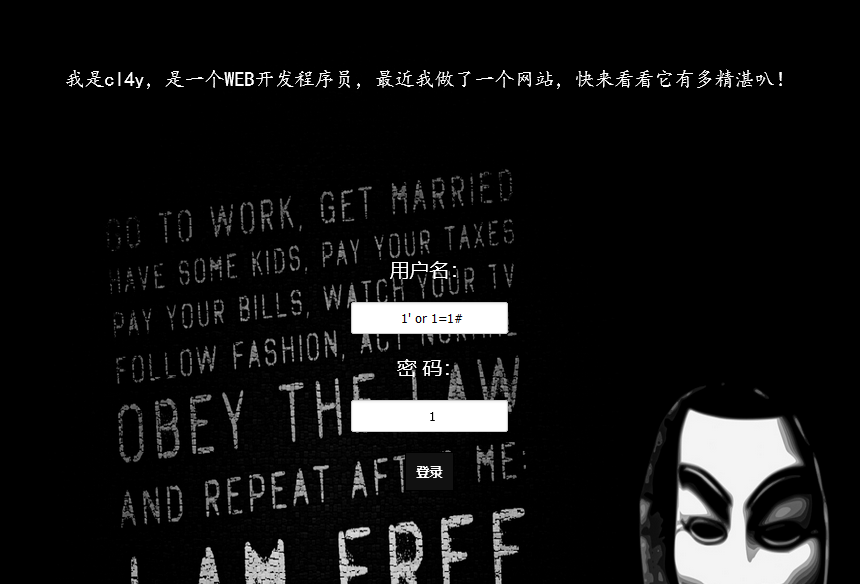 我是cl4y，是一个WEB开发程序员，最近我做了一个网站，快来看看它有多精湛叭！
GO TO WORK, GET MARRIED
HAVE SOME KIDS, PAY YOUR TAXES
PAY YOUR BILLS, WATCH YOUR TV
FOLLOW FASHION, ACT NORMAL
OBEY THE LAW
AND REPEAT AFTER ME:
I AM FREE
用户名：
1' or 1=1#
密 码：
1
登录